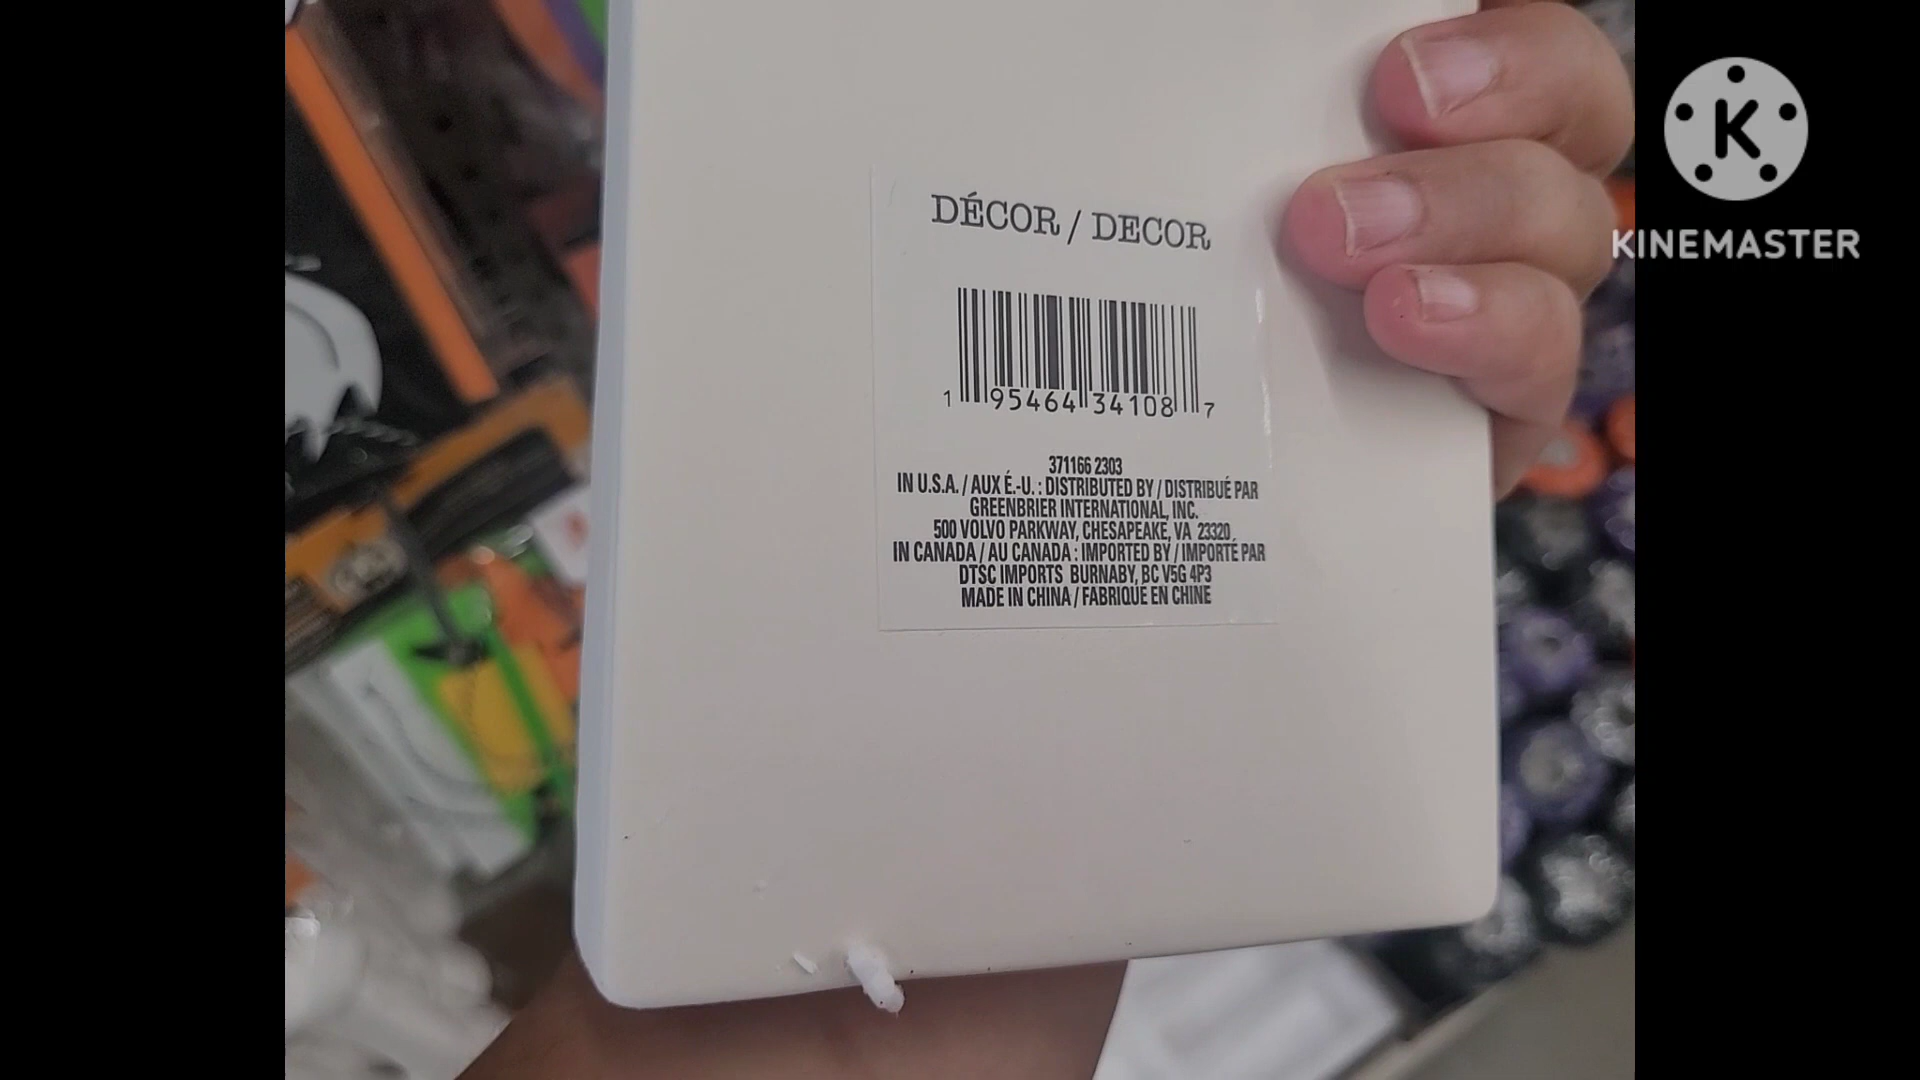 DÉCOR / DECOR
1 95464 34108 7
371166 2303
IN U.S.A. / AUX É.-U. : DISTRIBUTED BY / DISTRIBUÉ PAR
GREENBRIER INTERNATIONAL, INC.
500 VOLVO PARKWAY, CHESAPEAKE, VA 23320,
IN CANADA / AU CANADA : IMPORTED BY / IMPORTÉ PAR
DTSC IMPORTS BURNABY, BC V5G 4P3
MADE IN CHINA / FABRIQUÉ EN CHINE
K
KINEMASTER